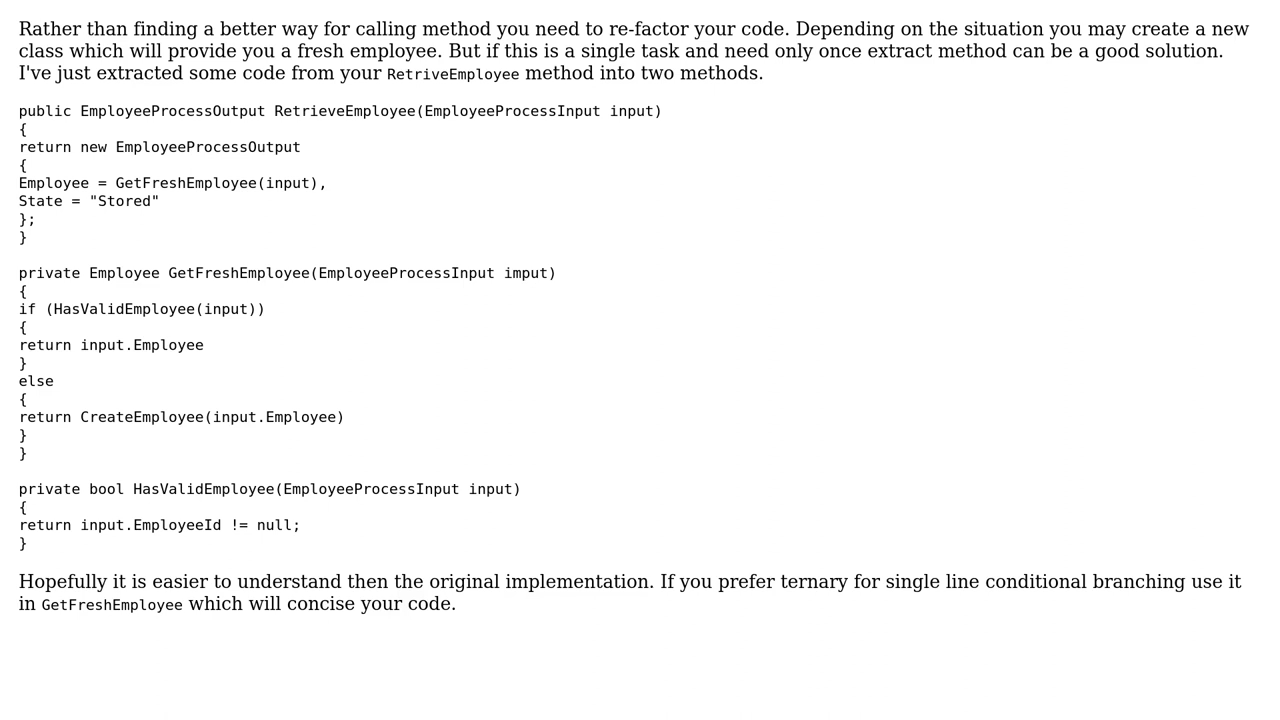 Rather than finding a better way for calling method you need to re-factor your code. Depending on the situation you may create a new
class which will provide you a fresh employee. But if this is a single task and need only once extract method can be a good solution.
I've just extracted some code from your RetriveEmployee method into two methods.
public EmployeeProcessOutput RetrieveEmployee(EmployeeProcessInput input)
{
return new EmployeeProcessOutput
{
Employee = GetFreshEmployee(input),
State = "Stored"
};
}
private Employee GetFreshEmployee(EmployeeProcessInput imput)
{
if (HasValidEmployee(input))
{
return input.Employee
}
else
{
return CreateEmployee(input.Employee)
}
}
private bool HasValidEmployee(EmployeeProcessInput input)
{
return input.EmployeeId != null;
}
Hopefully it is easier to understand then the original implementation. If you prefer ternary for single line conditional branching use it
in GetFreshEmployee which will concise your code.